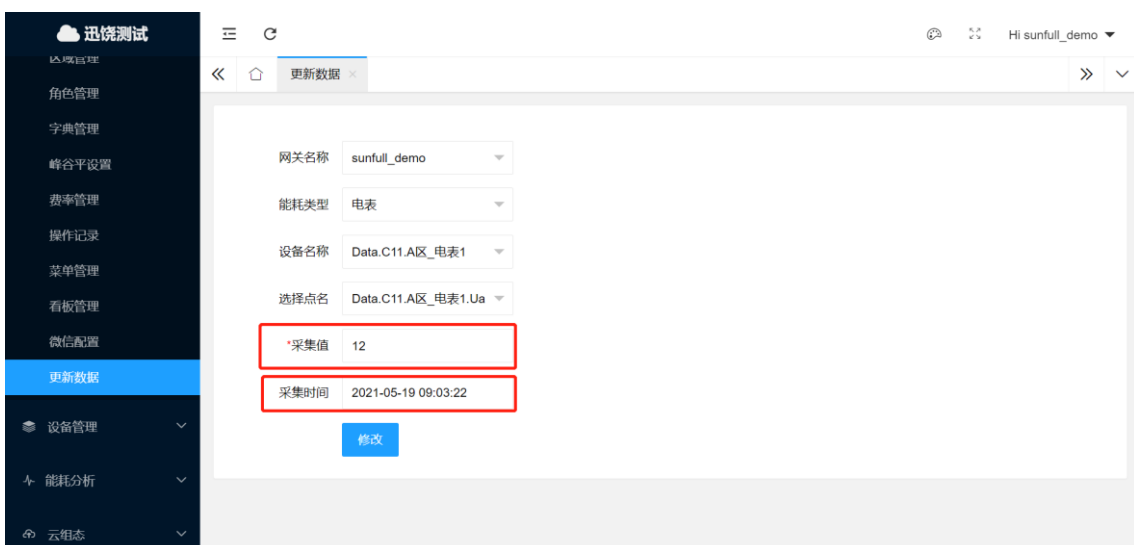 迅饶测试
Hi sunfull_demo
区域管理
更新数据
角色管理
字典管理
峰谷平设置
费率管理
操作记录
菜单管理
看板管理
微信配置
更新数据
设备管理
能耗分析
云组态
网关名称 sunfull_demo
能耗类型 电表
设备名称 Data.C11.A区_电表1
选择点名 Data.C11.A区_电表1.Ua
*采集值 12
采集时间 2021-05-19 09:03:22
修改